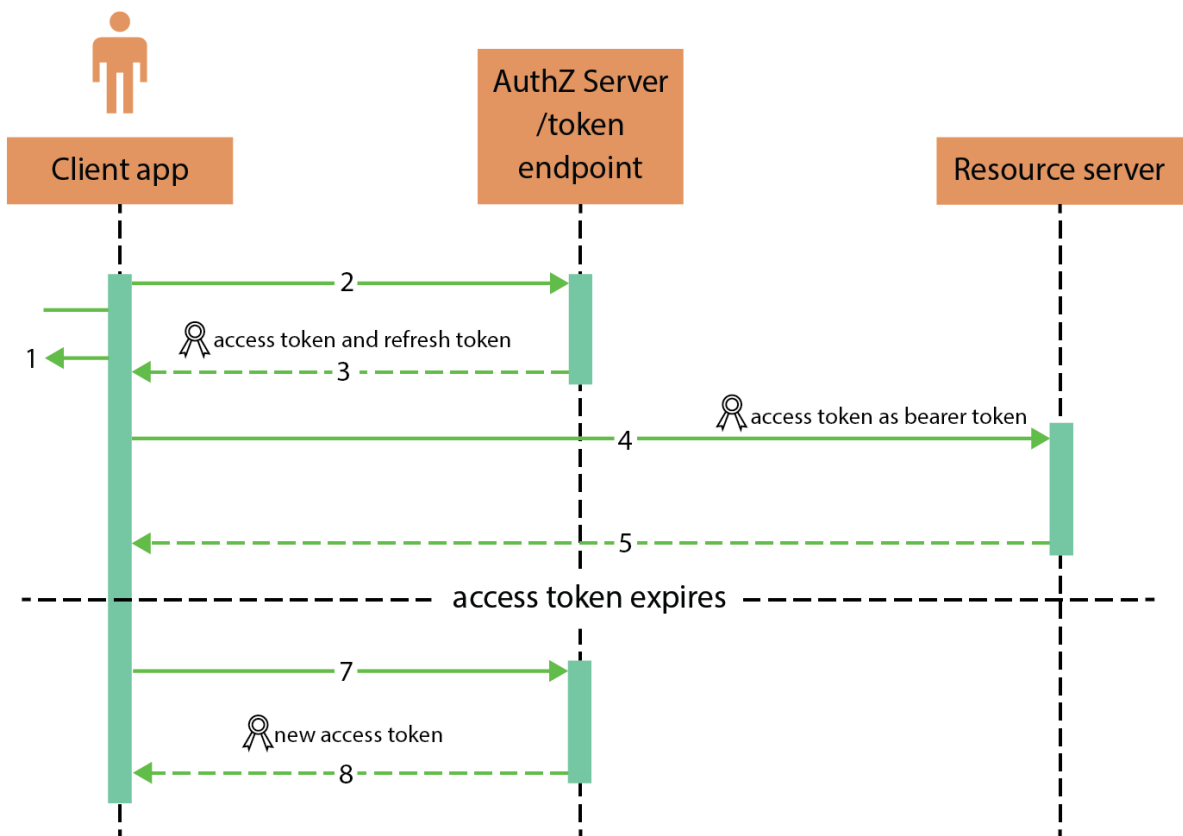 AuthZ Server
/token
endpoint
Client app
Resource server
2
access token and refresh token
1
3
access token as bearer token
4
5
access token expires
7
new access token
8